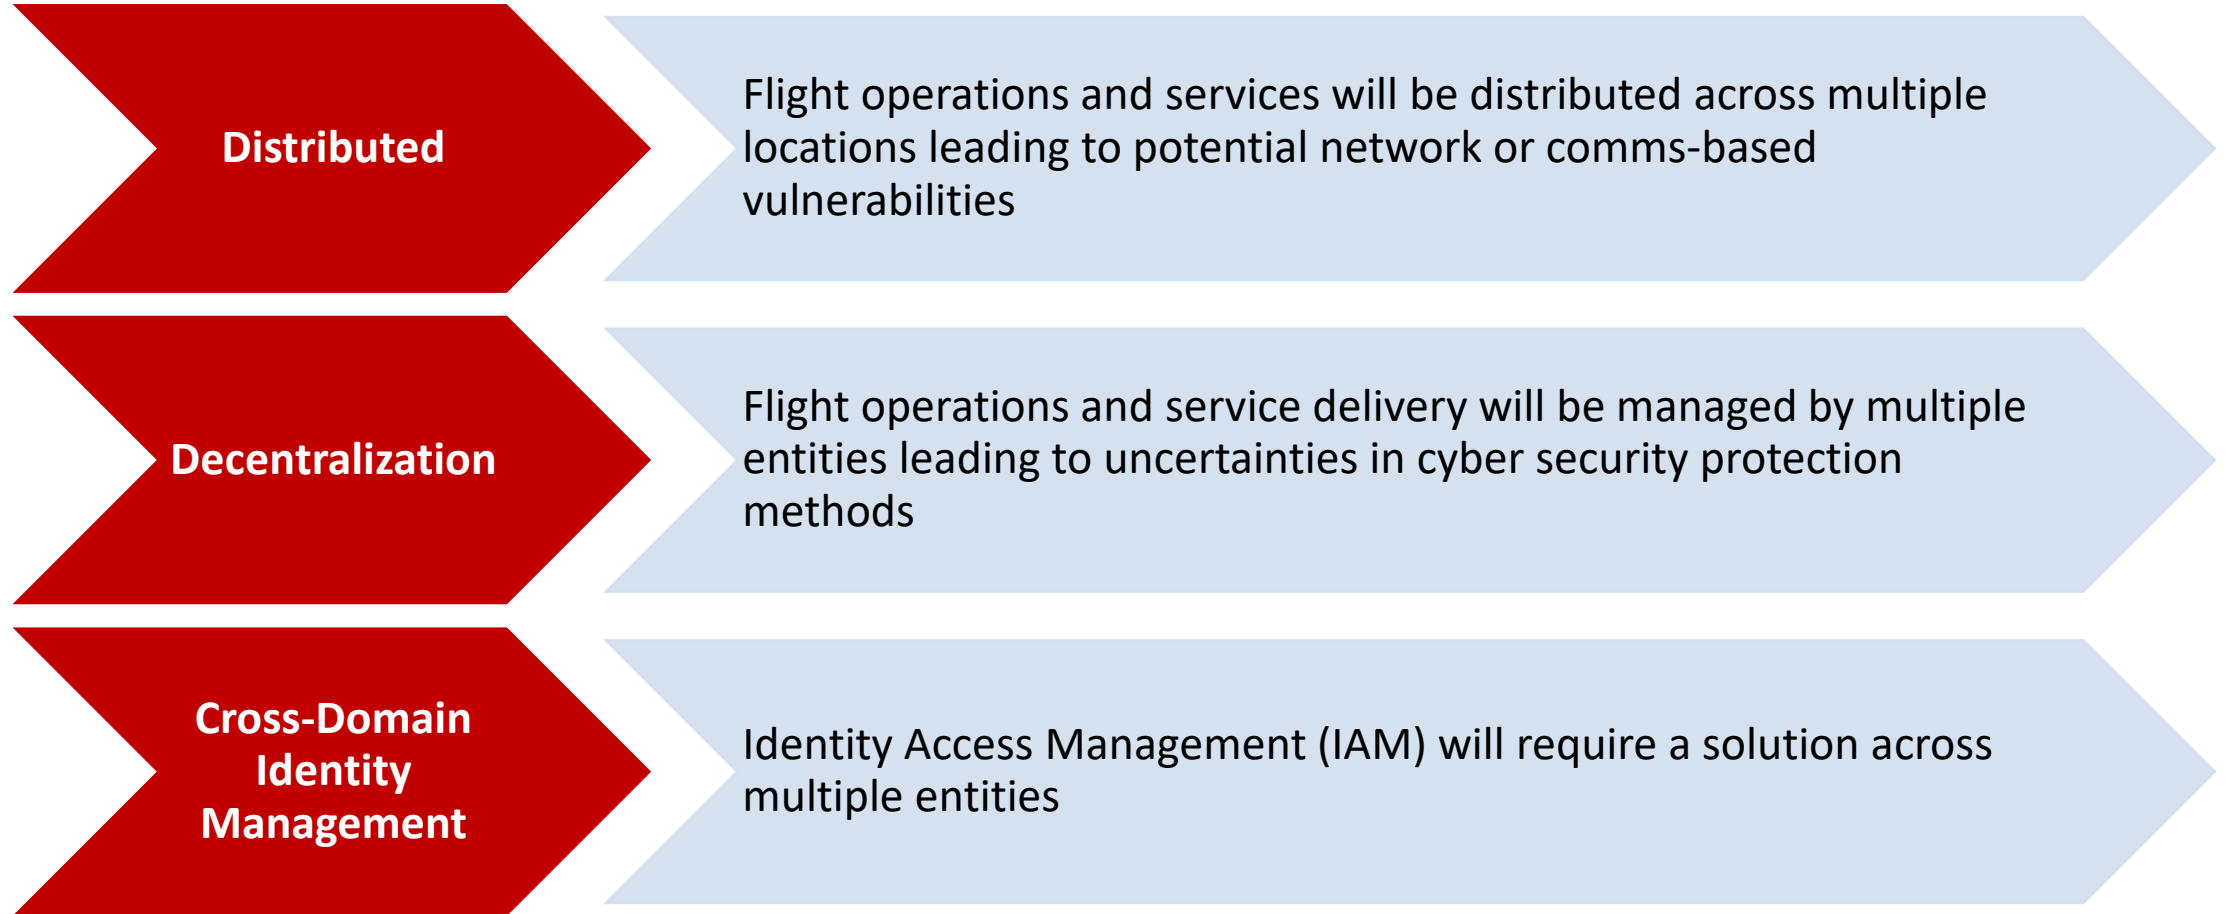 Distributed
Flight operations and services will be distributed across multiple
locations leading to potential network or comms-based
vulnerabilities
Decentralization
Flight operations and service delivery will be managed by multiple
entities leading to uncertainties in cyber security protection
methods
Cross-Domain
Identity
Management
Identity Access Management (IAM) will require a solution across
multiple entities